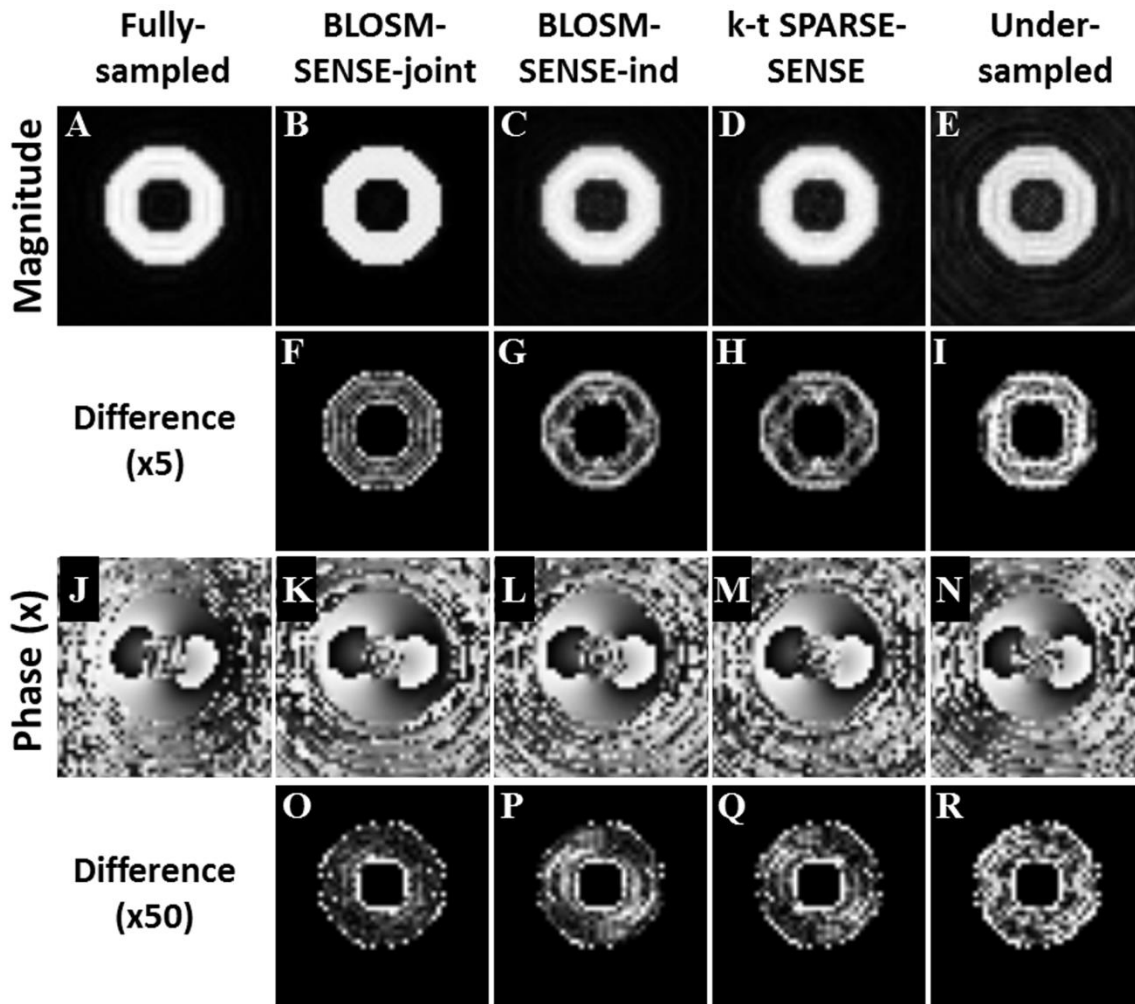 Fully-
sampled
BLOSM-
SENSE-joint
BLOSM-
SENSE-ind
k-t SPARSE-
SENSE
Under-
sampled
Magnitude
A
B
C
D
E
Difference
(x5)
F
G
H
I
Phase (x)
J
K
L
M
N
Difference
(x50)
O
P
Q
R